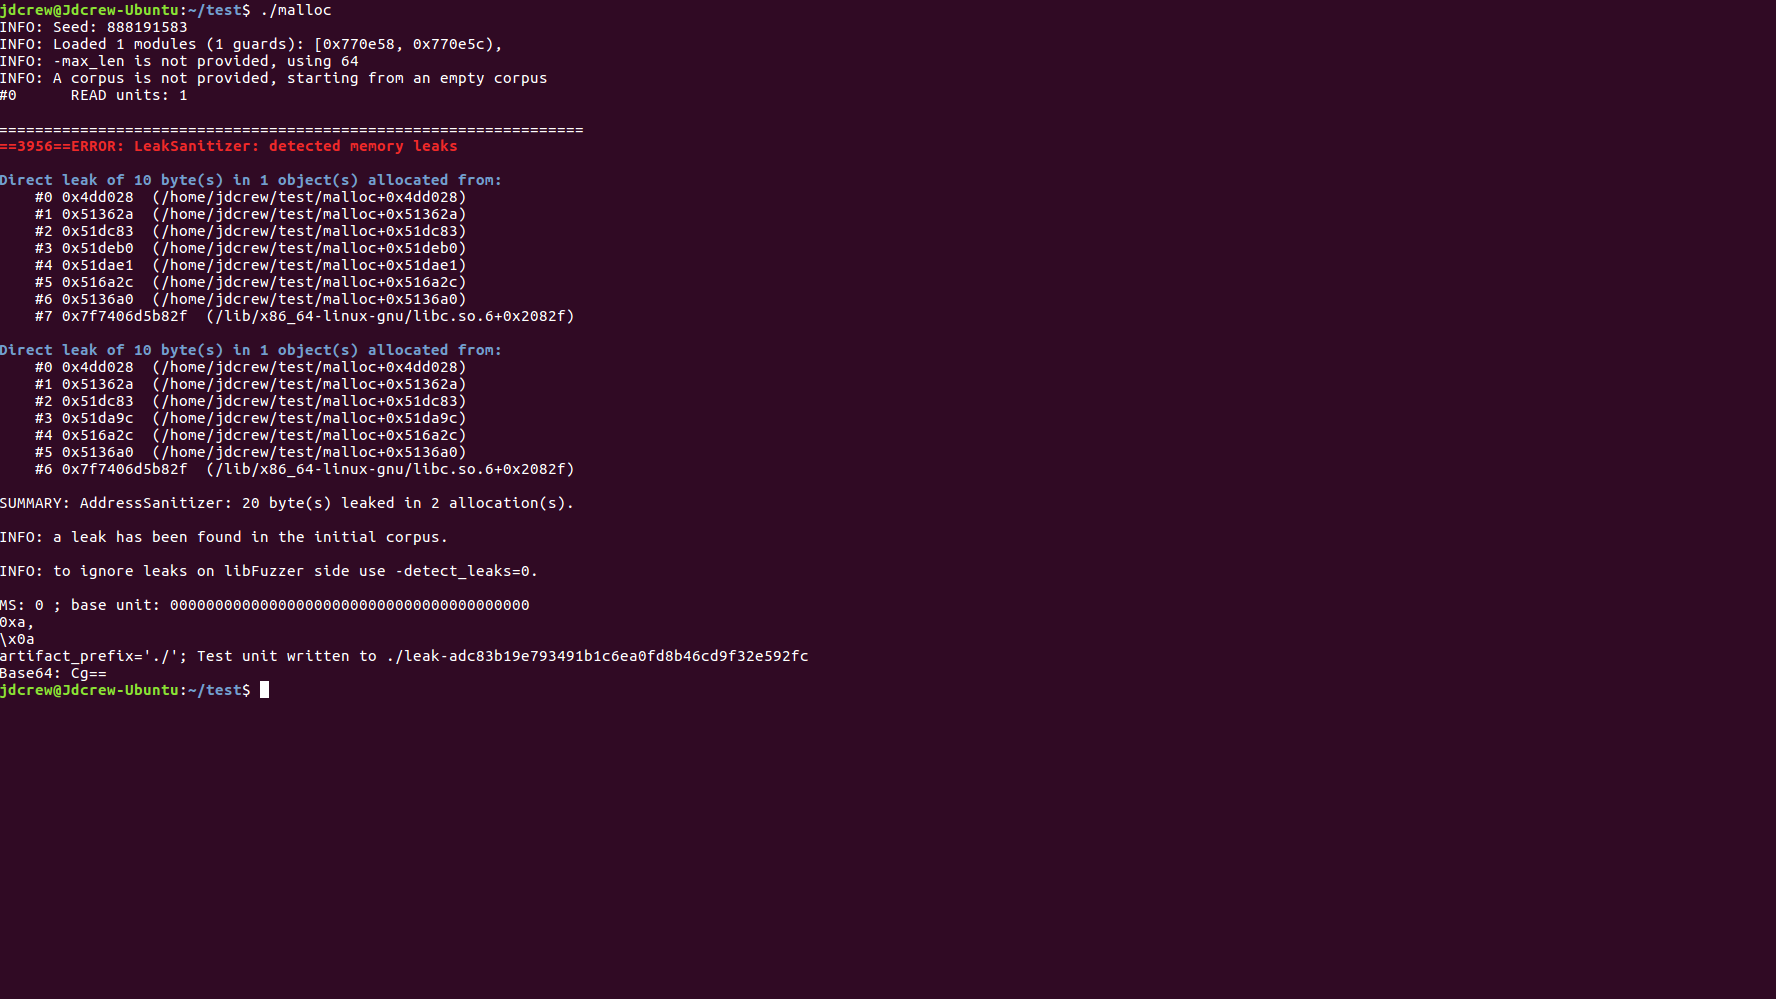 jdcrew@Jdcrew-Ubuntu:~/test$ ./malloc
INFO: Seed: 888191583
INFO: Loaded 1 modules (1 guards): [0x770e58, 0x770e5c),
INFO: -max_len is not provided, using 64
INFO: A corpus is not provided, starting from an empty corpus
#0      READ units: 1
=================================================================
==3956==ERROR: LeakSanitizer: detected memory leaks
Direct leak of 10 byte(s) in 1 object(s) allocated from:
    #0 0x4dd028  (/home/jdcrew/test/malloc+0x4dd028)
    #1 0x51362a  (/home/jdcrew/test/malloc+0x51362a)
    #2 0x51dc83  (/home/jdcrew/test/malloc+0x51dc83)
    #3 0x51deb0  (/home/jdcrew/test/malloc+0x51deb0)
    #4 0x51dae1  (/home/jdcrew/test/malloc+0x51dae1)
    #5 0x516a2c  (/home/jdcrew/test/malloc+0x516a2c)
    #6 0x5136a0  (/home/jdcrew/test/malloc+0x5136a0)
    #7 0x7f7406d5b82f  (/lib/x86_64-linux-gnu/libc.so.6+0x2082f)
Direct leak of 10 byte(s) in 1 object(s) allocated from:
    #0 0x4dd028  (/home/jdcrew/test/malloc+0x4dd028)
    #1 0x51362a  (/home/jdcrew/test/malloc+0x51362a)
    #2 0x51dc83  (/home/jdcrew/test/malloc+0x51dc83)
    #3 0x51da9c  (/home/jdcrew/test/malloc+0x51da9c)
    #4 0x516a2c  (/home/jdcrew/test/malloc+0x516a2c)
    #5 0x5136a0  (/home/jdcrew/test/malloc+0x5136a0)
    #6 0x7f7406d5b82f  (/lib/x86_64-linux-gnu/libc.so.6+0x2082f)
SUMMARY: AddressSanitizer: 20 byte(s) leaked in 2 allocation(s).
INFO: a leak has been found in the initial corpus.
INFO: to ignore leaks on libFuzzer side use -detect_leaks=0.
MS: 0 ; base unit: 0000000000000000000000000000000000000000
0xa,
\x0a
artifact_prefix='./'; Test unit written to ./leak-adc83b19e793491b1c6ea0fd8b46cd9f32e592fc
Base64: Cg==
jdcrew@Jdcrew-Ubuntu:~/test$